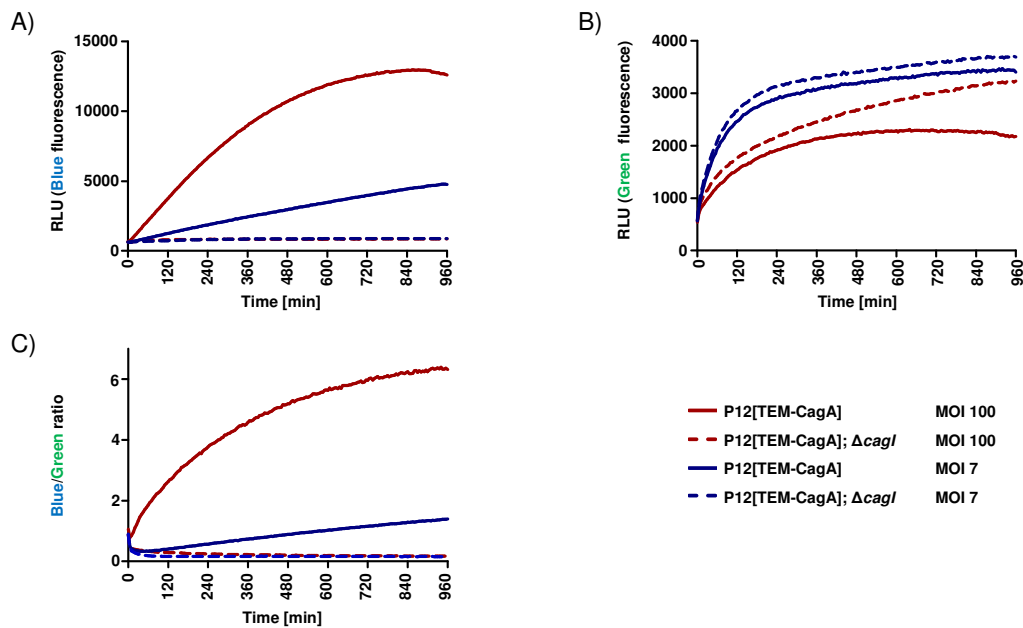 A)
15000
10000
5000
0
RLU (Blue fluorescence)
0 120 240 360 480 600 720 840 960
Time [min]
B)
4000
3000
2000
1000
0
RLU (Green fluorescence)
0 120 240 360 480 600 720 840 960
Time [min]
C)
6
4
2
0
Blue/Green ratio
0 120 240 360 480 600 720 840 960
Time [min]
P12[TEM-CagA] MOI 100
P12[TEM-CagA]; ΔcagI MOI 100
P12[TEM-CagA] MOI 7
P12[TEM-CagA]; ΔcagI MOI 7